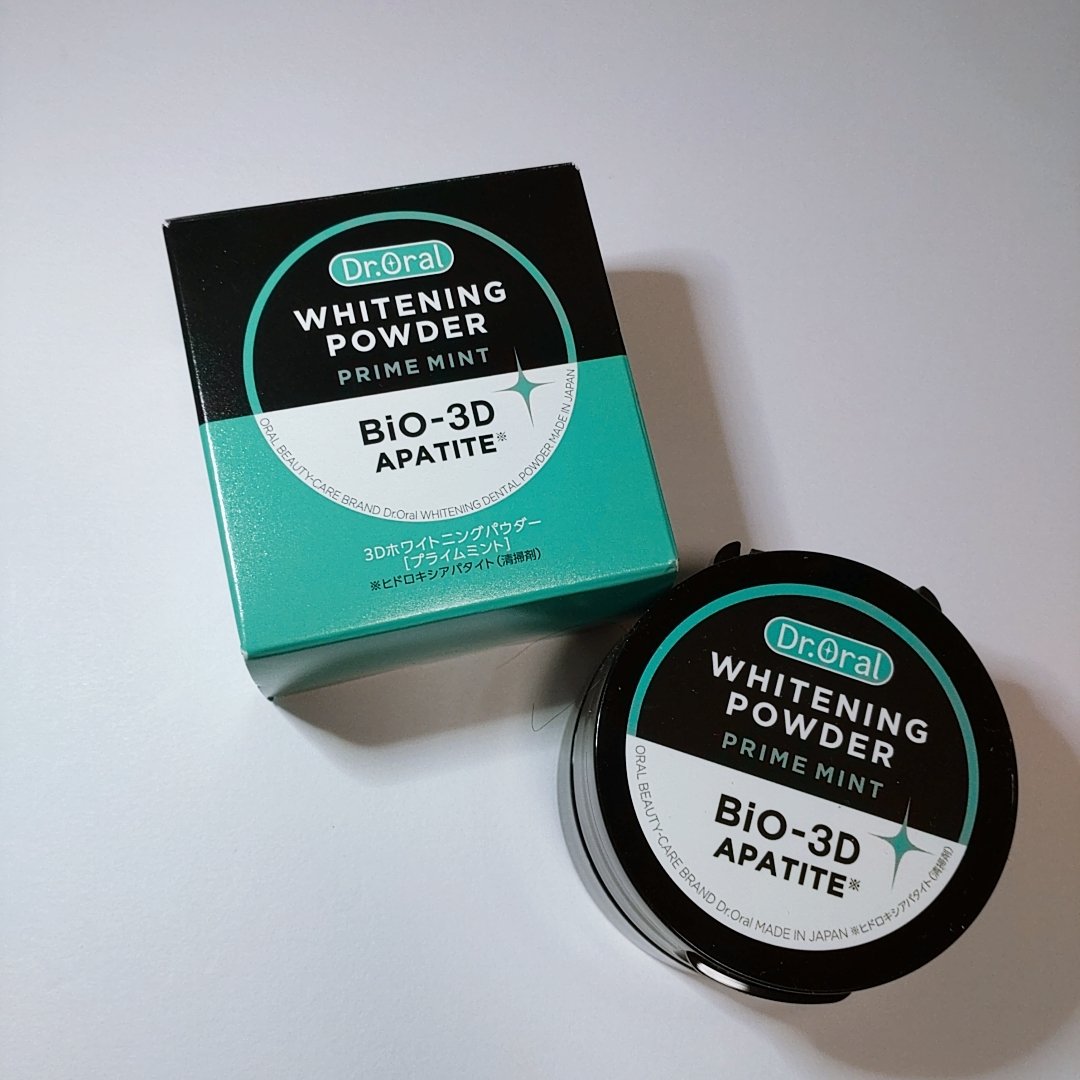 Dr.Oral
WHITENING
POWDER
PRIME MINT
BiO-3D
APATITE※
ORAL BEAUTY-CARE BRAND Dr.Oral WHITENING DENTAL POWDER MADE IN JAPAN
3Dホワイトニングパウダー
[プライムミント]
※ヒドロキシアパタイト(清掃剤)
Dr.Oral
WHITENING
POWDER
PRIME MINT
BiO-3D
APATITE※
ORAL BEAUTY-CARE BRAND Dr.Oral MADE IN JAPAN ※ヒドロキシアパタイト(清掃剤)